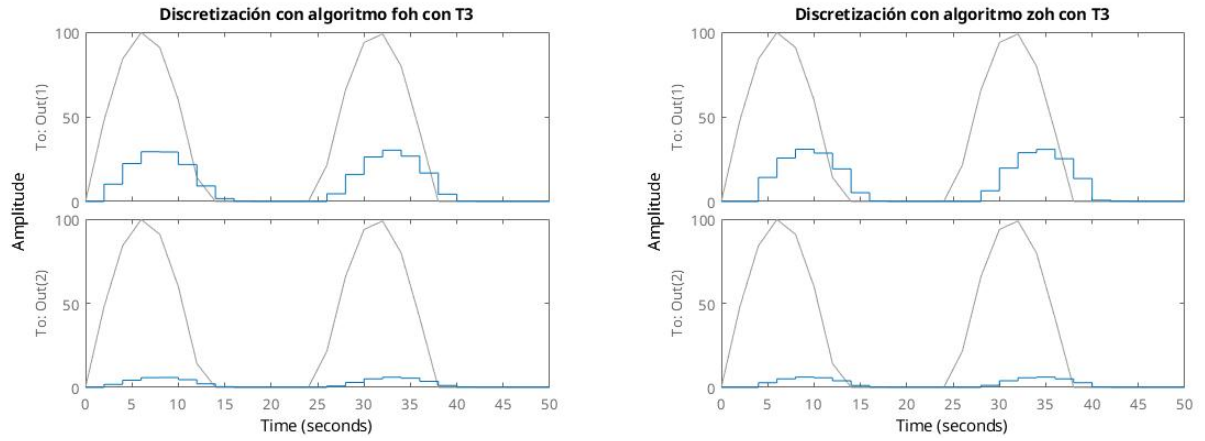 Discretización con algoritmo foh con T3
100
50
0
To: Out(1)
100
50
0
To: Out(2)
Amplitude
0 5 10 15 20 25 30 35 40 45 50
Time (seconds)
Discretización con algoritmo zoh con T3
100
50
0
To: Out(1)
100
50
0
To: Out(2)
Amplitude
0 5 10 15 20 25 30 35 40 45 50
Time (seconds)